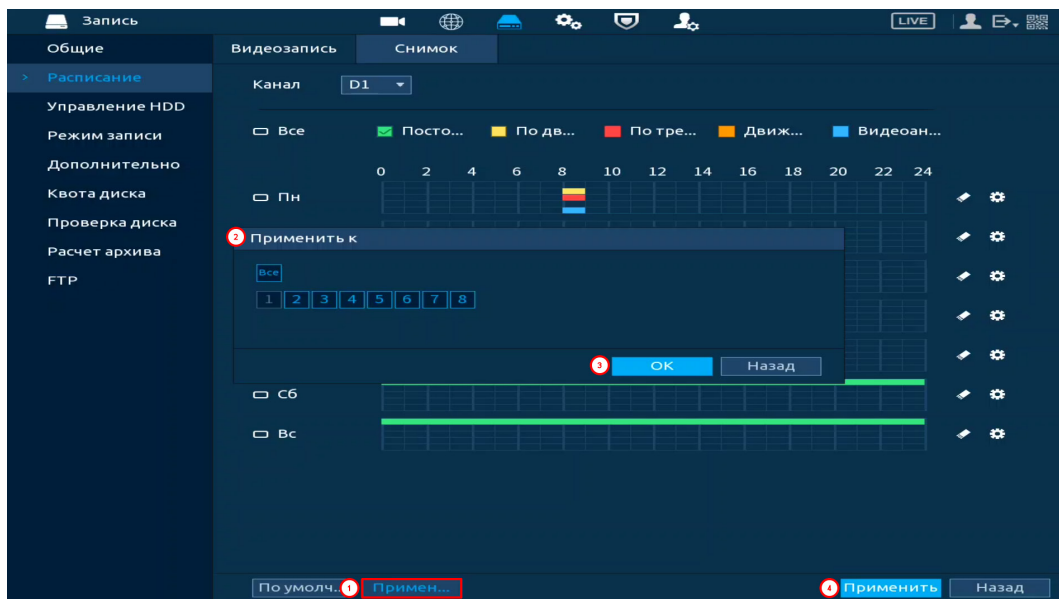 Запись
LIVE
Общие
Расписание
Управление HDD
Режим записи
Дополнительно
Квота диска
Проверка диска
Расчет архива
FTP
Видеозапись Снимок
Канал D1
Все Посто... По дв... По тре... Движ... Видеоан...
0 2 4 6 8 10 12 14 16 18 20 22 24
Пн
2 Применить к
Все
1 2 3 4 5 6 7 8
3 OK Назад
Сб
Вс
По умолч... 1 Примен... 4 Применить Назад